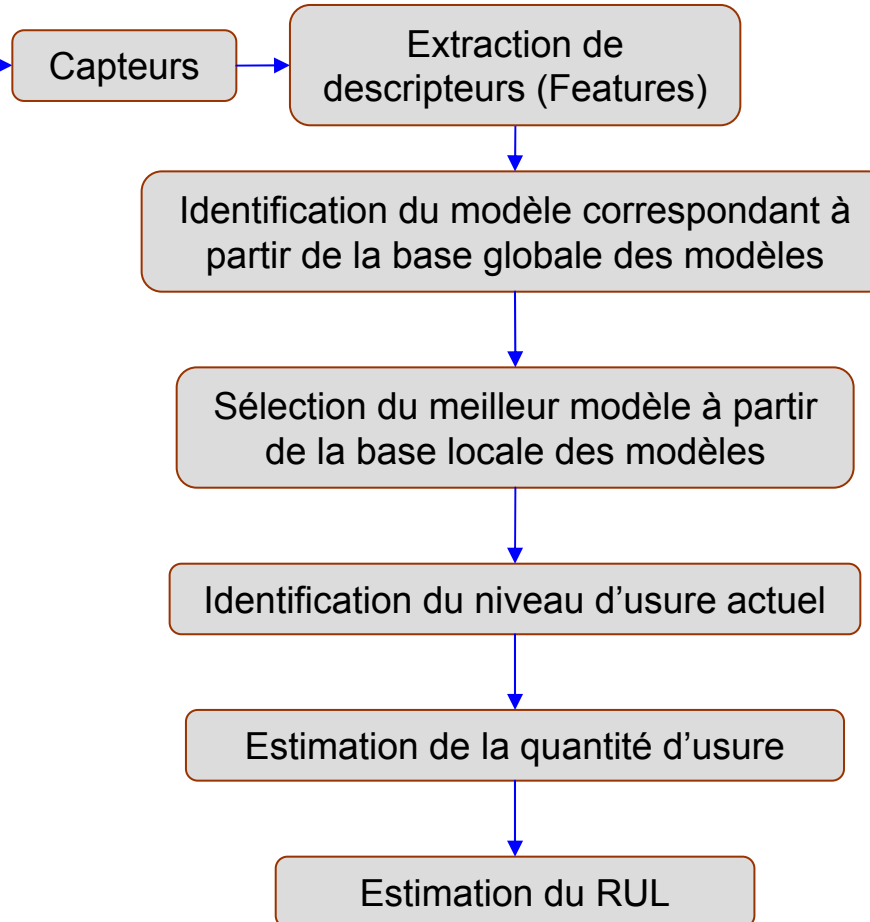 Capteurs
Extraction de
descripteurs (Features)
Identification du modèle correspondant à
partir de la base globale des modèles
Sélection du meilleur modèle à partir
de la base locale des modèles
Identification du niveau d’usure actuel
Estimation de la quantité d’usure
Estimation du RUL